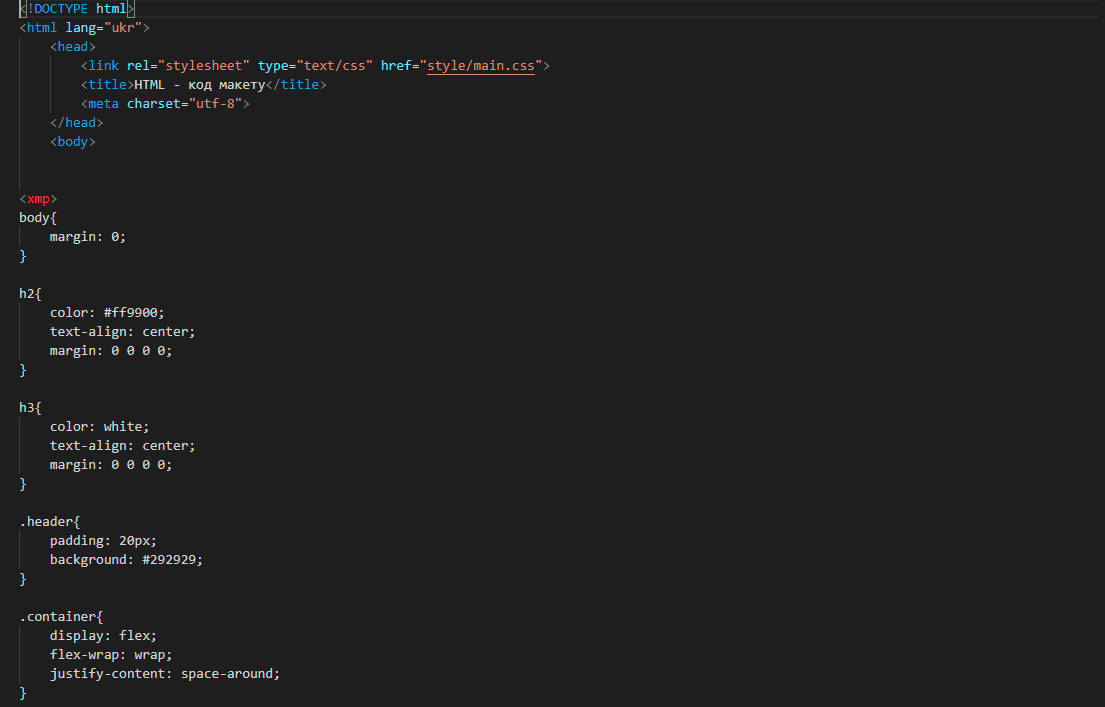 <!DOCTYPE html>
<html lang="ukr">
<head>
<link rel="stylesheet" type="text/css" href="style/main.css">
<title>HTML - код макету</title>
<meta charset="utf-8">
</head>
<body>
<xmp>
body{
margin: 0;
}
h2{
color: #ff9900;
text-align: center;
margin: 0 0 0 0;
}
h3{
color: white;
text-align: center;
margin: 0 0 0 0;
}
.header{
padding: 20px;
background: #292929;
}
.container{
display: flex;
flex-wrap: wrap;
justify-content: space-around;
}